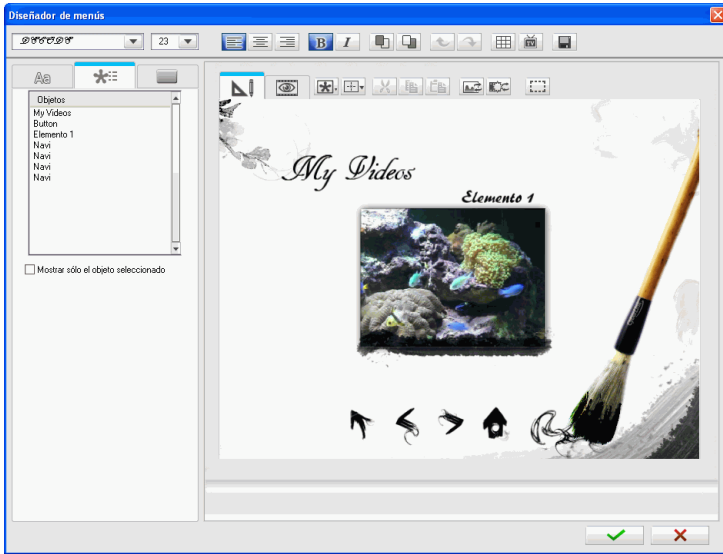 Diseñador de menús
23
B I
Aa
Objetos
My Videos
Button
Elemento 1
Navi
Navi
Navi
Navi
Mostrar sólo el objeto seleccionado
My Videos
Elemento 1